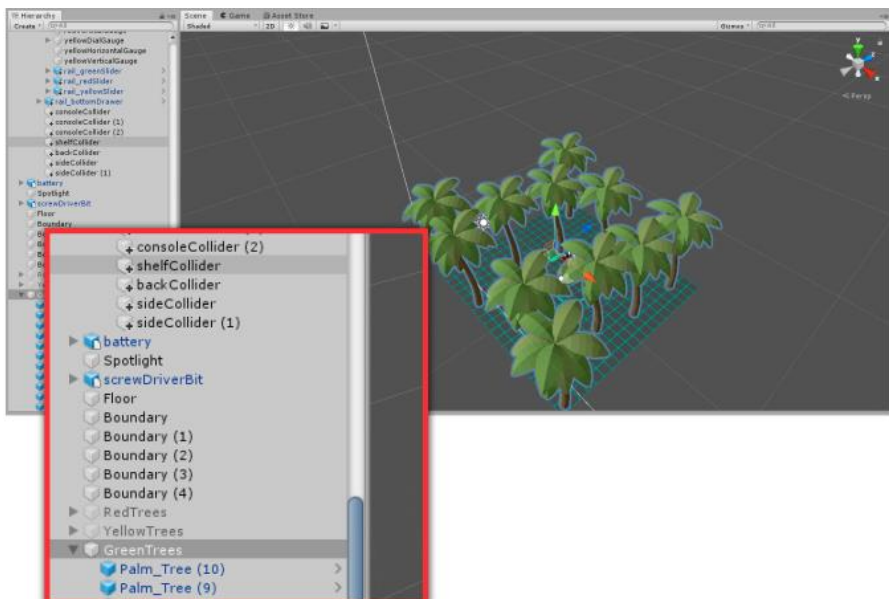 Hierarchy
Create
Scene
Game
Asset Store
Shaded
2D
Gizmos
yellowDialGauge
yellowHorizontalGauge
yellowVerticalGauge
rail_greenSlider
rail_redSlider
rail_yellowSlider
rail_bottomDrawer
consoleCollider
consoleCollider (1)
consoleCollider (2)
shelfCollider
backCollider
sideCollider
sideCollider (1)
battery
Spotlight
screwDriverBit
Floor
Boundary
y
x
< Persp
consoleCollider (2)
shelfCollider
backCollider
sideCollider
sideCollider (1)
battery
Spotlight
screwDriverBit
Floor
Boundary
Boundary (1)
Boundary (2)
Boundary (3)
Boundary (4)
RedTrees
YellowTrees
GreenTrees
Palm_Tree (10)
Palm_Tree (9)